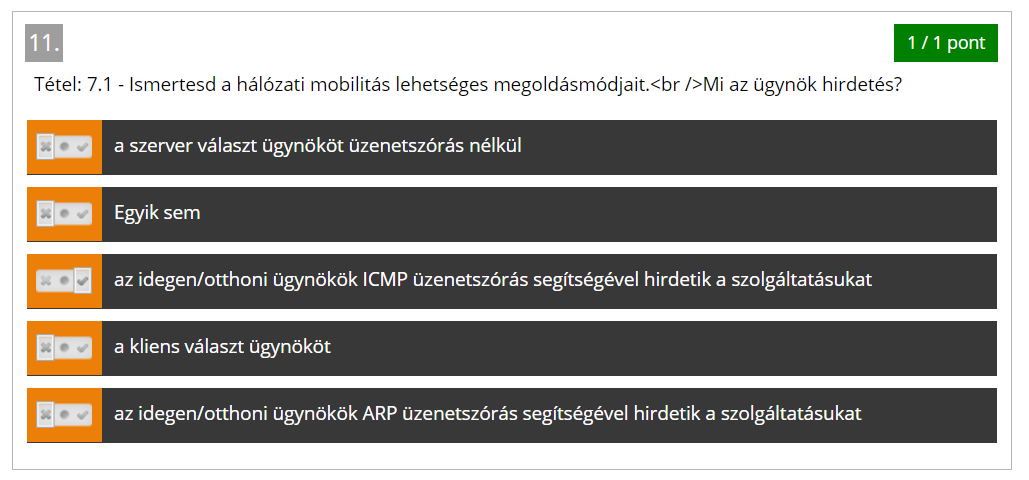 11.
1 / 1 pont
Tétel: 7.1 - Ismertesd a hálózati mobilitás lehetséges megoldásmódjait.<br />Mi az ügynök hirdetés?
a szerver választ ügynököt üzenetszórás nélkül
Egyik sem
az idegen/otthoni ügynökök ICMP üzenetszórás segítségével hirdetik a szolgáltatásukat
a kliens választ ügynököt
az idegen/otthoni ügynökök ARP üzenetszórás segítségével hirdetik a szolgáltatásukat